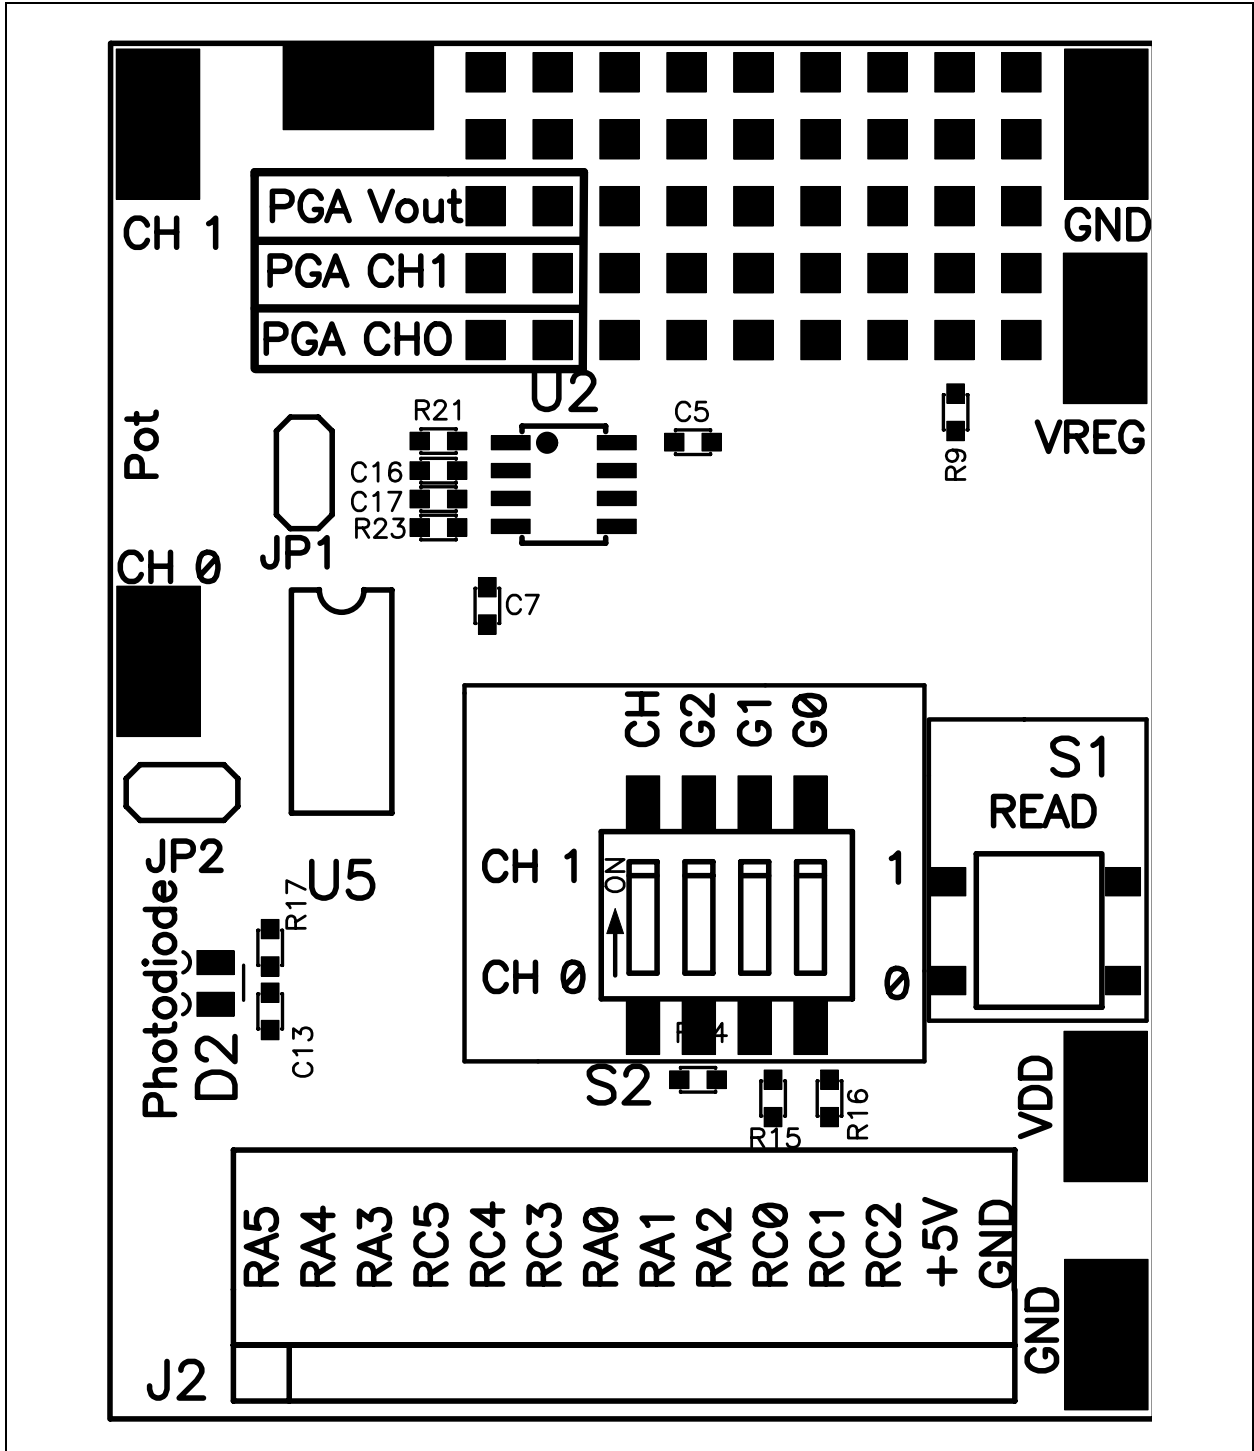 CH 1
PGA Vout
PGA CH1
PGA CH0
GND
VREG
U2
Pot
R21
C16
C17
R23
C5
R9
JP1
CH 0
C7
JP2
U5
CH
G2
G1
G0
S1
READ
CH 1
ON
1
CH 0
0
Photodiode
R17
D2
C13
S2
R15
R16
VDD
RA5
RA4
RA3
RC5
RC4
RC3
RA0
RA1
RA2
RC0
RC1
RC2
+5V
GND
GND
J2